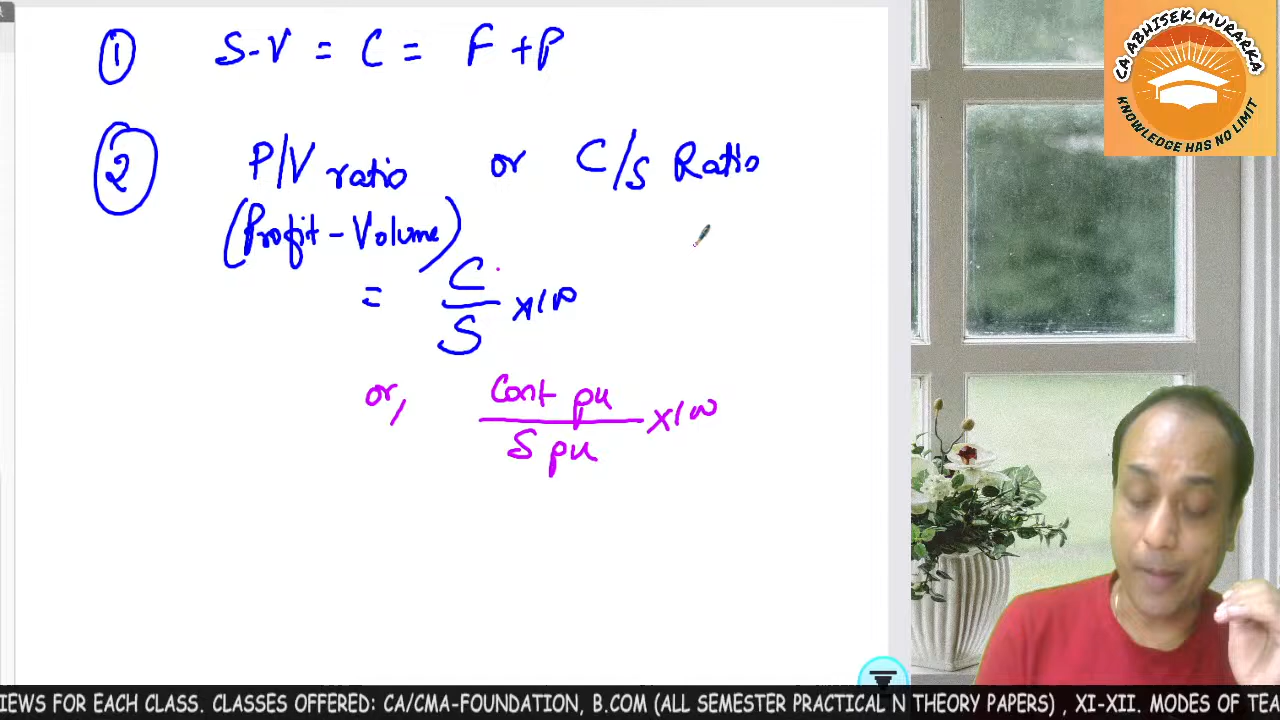 ① S-V = C = F+P
② P/V ratio or C/S Ratio
(Profit - Volume)
= C/S x100
or, Cont pu / S pu x100
CA ABHISEK MURARKA
KNOWLEDGE HAS NO LIMIT
IEWS FOR EACH CLASS. CLASSES OFFERED: CA/CMA-FOUNDATION, B.COM (ALL SEMESTER PRACTICAL N THEORY PAPERS) , XI-XII. MODES OF TEA